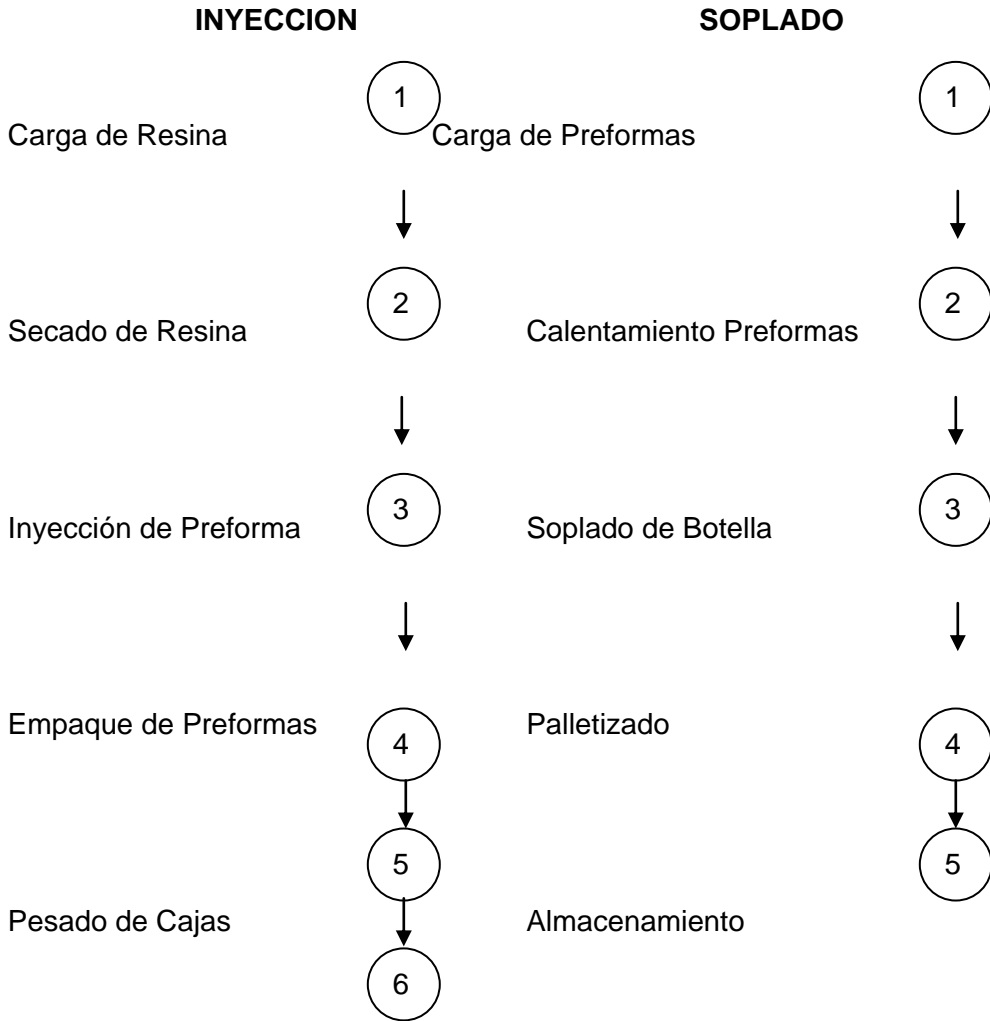 INYECCION SOPLADO
1 1
Carga de Resina Carga de Preformas
2 2
Secado de Resina Calentamiento Preformas
3 3
Inyección de Preforma Soplado de Botella
Empaque de Preformas Palletizado
4 4
5 5
Pesado de Cajas Almacenamiento
6